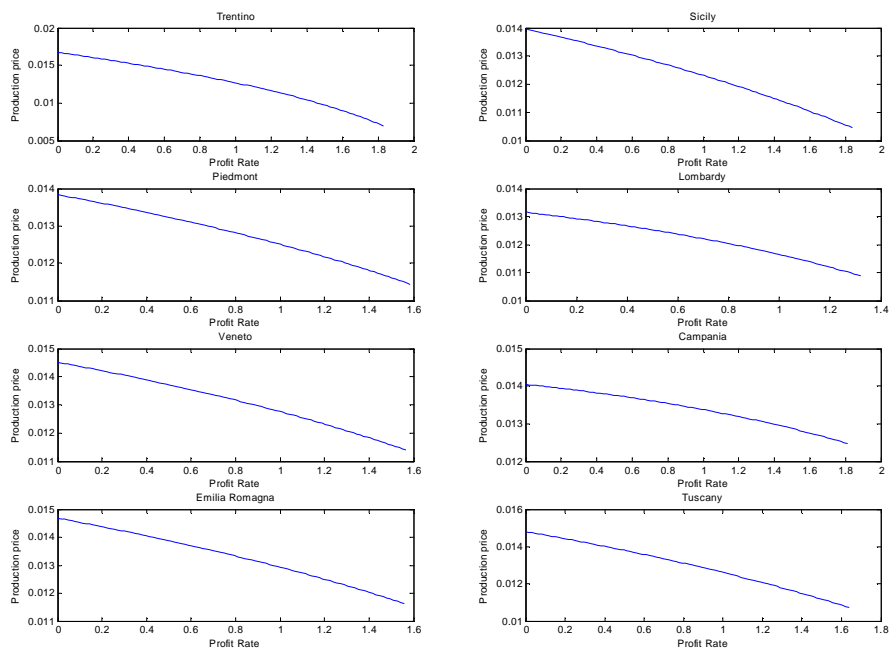 Trentino
0.02
0.015
0.01
0.005
Production price
0 0.2 0.4 0.6 0.8 1 1.2 1.4 1.6 1.8 2
Profit Rate
Sicily
0.014
0.013
0.012
0.011
0.01
Production price
0 0.2 0.4 0.6 0.8 1 1.2 1.4 1.6 1.8 2
Profit Rate
Piedmont
0.014
0.013
0.012
0.011
Production price
0 0.2 0.4 0.6 0.8 1 1.2 1.4 1.6
Profit Rate
Lombardy
0.014
0.013
0.012
0.011
0.01
Production price
0 0.2 0.4 0.6 0.8 1 1.2 1.4
Profit Rate
Veneto
0.015
0.014
0.013
0.012
0.011
Production price
0 0.2 0.4 0.6 0.8 1 1.2 1.4 1.6
Profit Rate
Campania
0.015
0.014
0.013
0.012
Production price
0 0.2 0.4 0.6 0.8 1 1.2 1.4 1.6 1.8 2
Profit Rate
Emilia Romagna
0.015
0.014
0.013
0.012
0.011
Production price
0 0.2 0.4 0.6 0.8 1 1.2 1.4 1.6
Profit Rate
Tuscany
0.016
0.014
0.012
0.01
Production price
0 0.2 0.4 0.6 0.8 1 1.2 1.4 1.6 1.8
Profit Rate